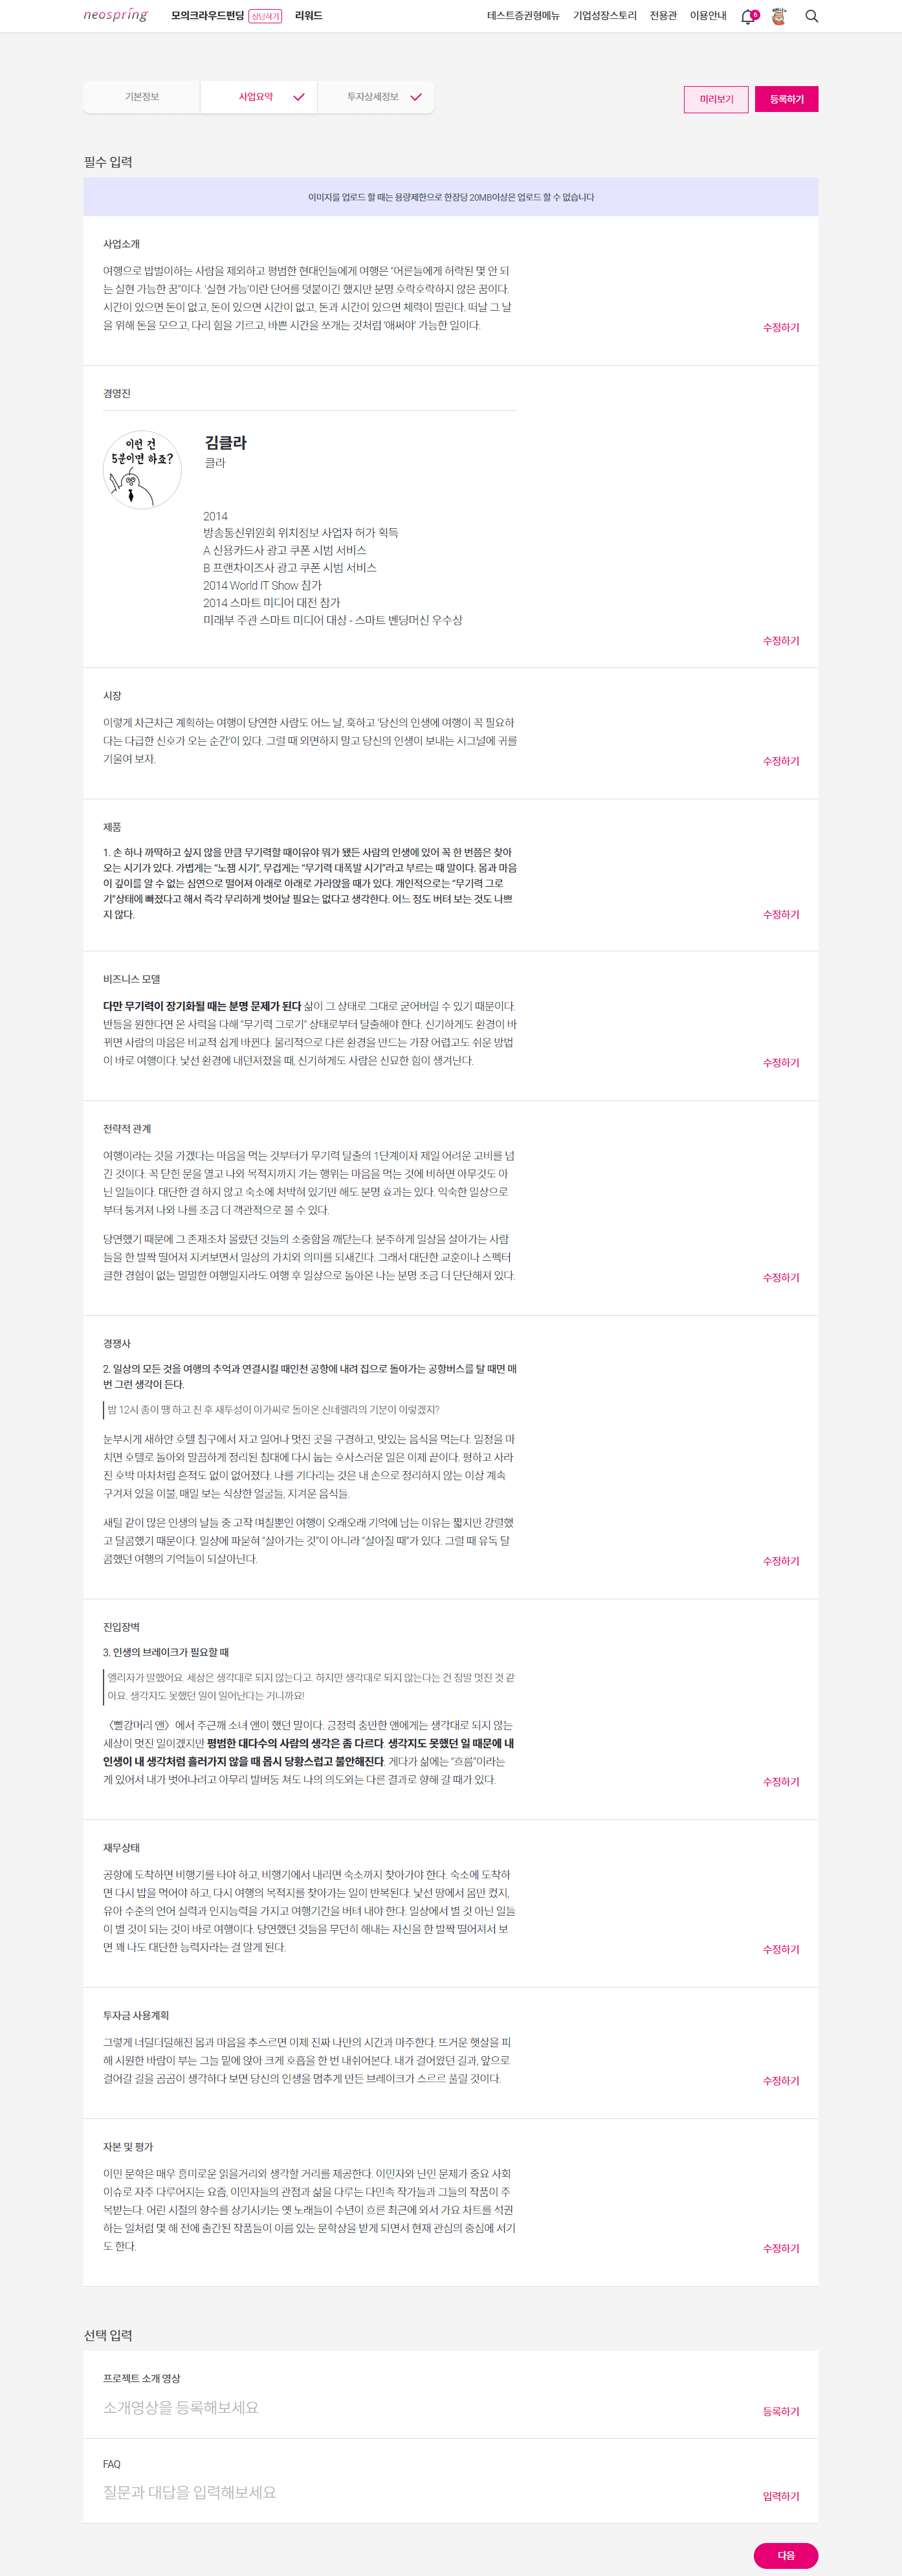 neospring
모의크라우드펀딩 상담하기 리워드
테스트증권형메뉴 기업성장스토리 전용관 이용안내
기본정보 사업요약 투자상세정보
미리보기 등록하기
필수 입력
이미지를 업로드 할 때는 용량제한으로 한장당 20MB이상은 업로드 할 수 없습니다
사업소개
여행으로 밥벌이하는 사람을 제외하고 평범한 현대인들에게 여행은 “어른들에게 허락된 몇 안 되
는 실현 가능한 꿈”이다. ‘실현 가능’이란 단어를 덧붙이긴 했지만 분명 호락호락하지 않은 꿈이다.
시간이 있으면 돈이 없고, 돈이 있으면 시간이 없고, 돈과 시간이 있으면 체력이 딸린다. 떠날 그 날
을 위해 돈을 모으고, 다리 힘을 기르고, 바쁜 시간을 쪼개는 것처럼 ‘애써야’ 가능한 일이다.
수정하기
경영진
이런 건
5분이면 하죠?
김클라
클라
2014
방송통신위원회 위치정보 사업자 허가 획득
A 신용카드사 광고 쿠폰 시범 서비스
B 프랜차이즈사 광고 쿠폰 시범 서비스
2014 World IT Show 참가
2014 스마트 미디어 대전 참가
미래부 주관 스마트 미디어 대상 - 스마트 벤딩머신 우수상
수정하기
시장
이렇게 차근차근 계획하는 여행이 당연한 사람도 어느 날, 훅하고 ‘당신의 인생에 여행이 꼭 필요하
다는 다급한 신호가 오는 순간’이 있다. 그럴 때 외면하지 말고 당신의 인생이 보내는 시그널에 귀를
기울여 보자.
수정하기
제품
1. 손 하나 까딱하고 싶지 않을 만큼 무기력할 때이유야 뭐가 됐든 사람의 인생에 있어 꼭 한 번쯤은 찾아
오는 시기가 있다. 가볍게는 “노잼 시기”, 무겁게는 “무기력 대폭발 시기”라고 부르는 때 말이다. 몸과 마음
이 깊이를 알 수 없는 심연으로 떨어져 아래로 아래로 가라앉을 때가 있다. 개인적으로는 “무기력 그로
기”상태에 빠졌다고 해서 즉각 무리하게 벗어날 필요는 없다고 생각한다. 어느 정도 버텨 보는 것도 나쁘
지 않다.
수정하기
비즈니스 모델
다만 무기력이 장기화될 때는 분명 문제가 된다 삶이 그 상태로 그대로 굳어버릴 수 있기 때문이다.
반등을 원한다면 온 사력을 다해 “무기력 그로기” 상태로부터 탈출해야 한다. 신기하게도 환경이 바
뀌면 사람의 마음은 비교적 쉽게 바뀐다. 물리적으로 다른 환경을 만드는 가장 어렵고도 쉬운 방법
이 바로 여행이다. 낯선 환경에 내던져졌을 때, 신기하게도 사람은 신묘한 힘이 생겨난다.
수정하기
전략적 관계
여행이라는 것을 가겠다는 마음을 먹는 것부터가 무기력 탈출의 1단계이자 제일 어려운 고비를 넘
긴 것이다. 꼭 닫힌 문을 열고 나와 목적지까지 가는 행위는 마음을 먹는 것에 비하면 아무것도 아
닌 일들이다. 대단한 걸 하지 않고 숙소에 처박혀 있기만 해도 분명 효과는 있다. 익숙한 일상으로
부터 퉁겨져 나와 나를 조금 더 객관적으로 볼 수 있다.
당연했기 때문에 그 존재조차 몰랐던 것들의 소중함을 깨닫는다. 분주하게 일상을 살아가는 사람
들을 한 발짝 떨어져 지켜보면서 일상의 가치와 의미를 되새긴다. 그래서 대단한 교훈이나 스펙터
클한 경험이 없는 멀멀한 여행일지라도 여행 후 일상으로 돌아온 나는 분명 조금 더 단단해져 있다.
수정하기
경쟁사
2. 일상의 모든 것을 여행의 추억과 연결시킬 때인천 공항에 내려 집으로 돌아가는 공항버스를 탈 때면 매
번 그런 생각이 든다.
밤 12시 종이 땡 하고 친 후 재투성이 아가씨로 돌아온 신데렐라의 기분이 이렇겠지?
눈부시게 새하얀 호텔 침구에서 자고 일어나 멋진 곳을 구경하고, 맛있는 음식을 먹는다. 일정을 마
치면 호텔로 돌아와 말끔하게 정리된 침대에 다시 눕는 호사스러운 일은 이제 끝이다. 펑하고 사라
진 호박 마차처럼 흔적도 없이 없어졌다. 나를 기다리는 것은 내 손으로 정리하지 않는 이상 계속
구겨져 있을 이불, 매일 보는 식상한 얼굴들, 지겨운 음식들.
새털 같이 많은 인생의 날들 중 고작 며칠뿐인 여행이 오래오래 기억에 남는 이유는 짧지만 강렬했
고 달콤했기 때문이다. 일상에 파묻혀 “살아가는 것”이 아니라 “살아질 때”가 있다. 그럴 때 유독 달
콤했던 여행의 기억들이 되살아난다.
수정하기
진입장벽
3. 인생의 브레이크가 필요할 때
엘리자가 말했어요. 세상은 생각대로 되지 않는다고. 하지만 생각대로 되지 않는다는 건 정말 멋진 것 같
아요. 생각지도 못했던 일이 일어난다는 거니까요!
〈빨강머리 앤〉에서 주근깨 소녀 앤이 했던 말이다. 긍정력 충만한 앤에게는 생각대로 되지 않는
세상이 멋진 일이겠지만 평범한 대다수의 사람의 생각은 좀 다르다. 생각지도 못했던 일 때문에 내
인생이 내 생각처럼 흘러가지 않을 때 몹시 당황스럽고 불안해진다. 게다가 삶에는 “흐름”이라는
게 있어서 내가 벗어나려고 아무리 발버둥 쳐도 나의 의도와는 다른 결과로 향해 갈 때가 있다.
수정하기
재무상태
공항에 도착하면 비행기를 타야 하고, 비행기에서 내리면 숙소까지 찾아가야 한다. 숙소에 도착하
면 다시 밥을 먹어야 하고, 다시 여행의 목적지를 찾아가는 일이 반복된다. 낯선 땅에서 몸만 컸지,
유아 수준의 언어 실력과 인지능력을 가지고 여행기간을 버텨 내야 한다. 일상에서 별 것 아닌 일들
이 별 것이 되는 것이 바로 여행이다. 당연했던 것들을 무던히 해내는 자신을 한 발짝 떨어져서 보
면 꽤 나도 대단한 능력자라는 걸 알게 된다.
수정하기
투자금 사용계획
그렇게 너덜더덜해진 몸과 마음을 추스르면 이제 진짜 나만의 시간과 마주한다. 뜨거운 햇살을 피
해 시원한 바람이 부는 그늘 밑에 앉아 크게 호흡을 한 번 내쉬어본다. 내가 걸어왔던 길과, 앞으로
걸어갈 길을 곰곰이 생각하다 보면 당신의 인생을 멈추게 만든 브레이크가 스르르 풀릴 것이다.
수정하기
자본 및 평가
이민 문학은 매우 흥미로운 읽을거리와 생각할 거리를 제공한다. 이민자와 난민 문제가 중요 사회
이슈로 자주 다루어지는 요즘, 이민자들의 관점과 삶을 다루는 다민족 작가들과 그들의 작품이 주
목받는다. 어린 시절의 향수를 상기시키는 옛 노래들이 수년이 흐른 최근에 와서 가요 차트를 석권
하는 일처럼 몇 해 전에 출간된 작품들이 이름 있는 문학상을 받게 되면서 현재 관심의 중심에 서기
도 한다.
수정하기
선택 입력
프로젝트 소개 영상
소개영상을 등록해보세요
등록하기
FAQ
질문과 대답을 입력해보세요
입력하기
다음